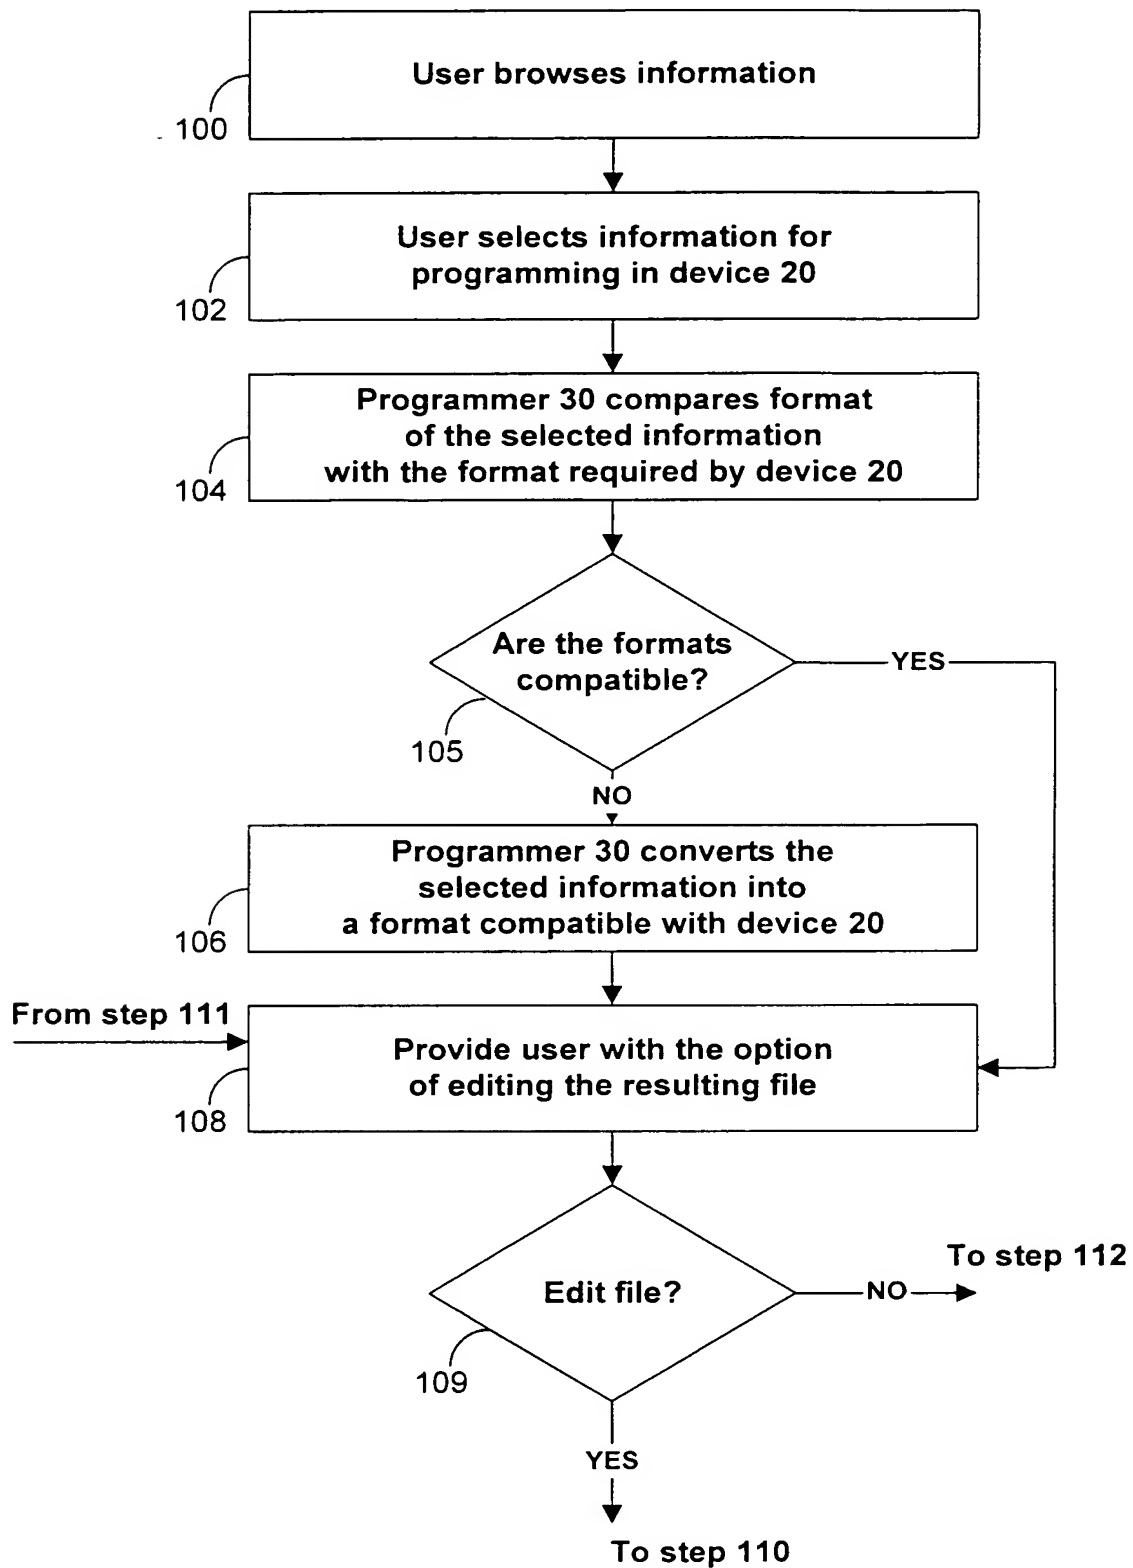 User browses information
100
User selects information for
programming in device 20
102
Programmer 30 compares format
of the selected information
with the format required by device 20
104
Are the formats
compatible?
YES
105
NO
Programmer 30 converts the
selected information into
a format compatible with device 20
106
From step 111
Provide user with the option
of editing the resulting file
108
To step 112
Edit file?
NO
109
YES
To step 110